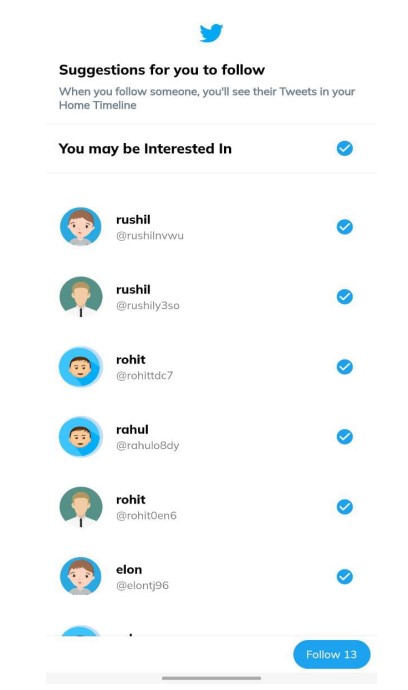 Suggestions for you to follow
When you follow someone, you'll see their Tweets in your
Home Timeline
You may be Interested In
rushil
@rushilnvwu
rushil
@rushily3so
rohit
@rohittdc7
rahul
@rahulo8dy
rohit
@rohit0en6
elon
@elontj96
Follow 13